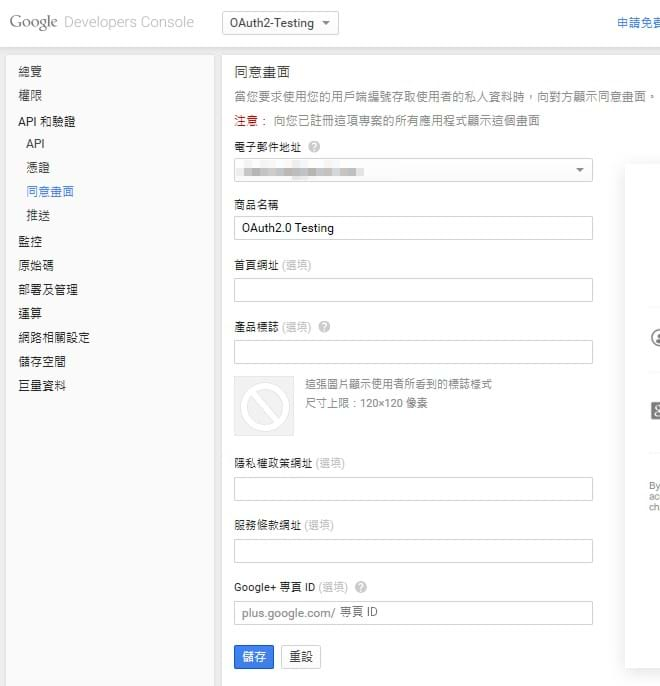 Google Developers Console
OAuth2-Testing
申請免費
總覽
權限
API 和驗證
API
憑證
同意畫面
推送
監控
原始碼
部署及管理
運算
網路相關設定
儲存空間
巨量資料
同意畫面
當您要求使用您的用戶端編號存取使用者的私人資料時，向對方顯示同意畫面。
注意： 向您已註冊這項專案的所有應用程式顯示這個畫面
電子郵件地址 ?
商品名稱
OAuth2.0 Testing
首頁網址 (選填)
產品標誌 (選填) ?
這張圖片顯示使用者所看到的標誌樣式
尺寸上限：120×120 像素
隱私權政策網址 (選填)
服務條款網址 (選填)
Google+ 專頁 ID (選填) ?
plus.google.com/ 專頁 ID
儲存 重設
By
ac
ch